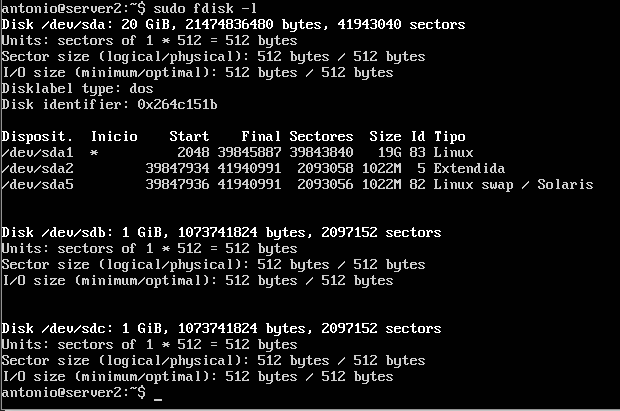 antonio@server2:~$ sudo fdisk -l
Disk /dev/sda: 20 GiB, 21474836480 bytes, 41943040 sectors
Units: sectors of 1 * 512 = 512 bytes
Sector size (logical/physical): 512 bytes / 512 bytes
I/O size (minimum/optimal): 512 bytes / 512 bytes
Disklabel type: dos
Disk identifier: 0x264c151b
Disposit. Inicio Start Final Sectores Size Id Tipo
/dev/sda1 * 2048 39845887 39843840 19G 83 Linux
/dev/sda2 39847934 41940991 2093058 1022M 5 Extendida
/dev/sda5 39847936 41940991 2093056 1022M 82 Linux swap / Solaris
Disk /dev/sdb: 1 GiB, 1073741824 bytes, 2097152 sectors
Units: sectors of 1 * 512 = 512 bytes
Sector size (logical/physical): 512 bytes / 512 bytes
I/O size (minimum/optimal): 512 bytes / 512 bytes
Disk /dev/sdc: 1 GiB, 1073741824 bytes, 2097152 sectors
Units: sectors of 1 * 512 = 512 bytes
Sector size (logical/physical): 512 bytes / 512 bytes
I/O size (minimum/optimal): 512 bytes / 512 bytes
antonio@server2:~$ _